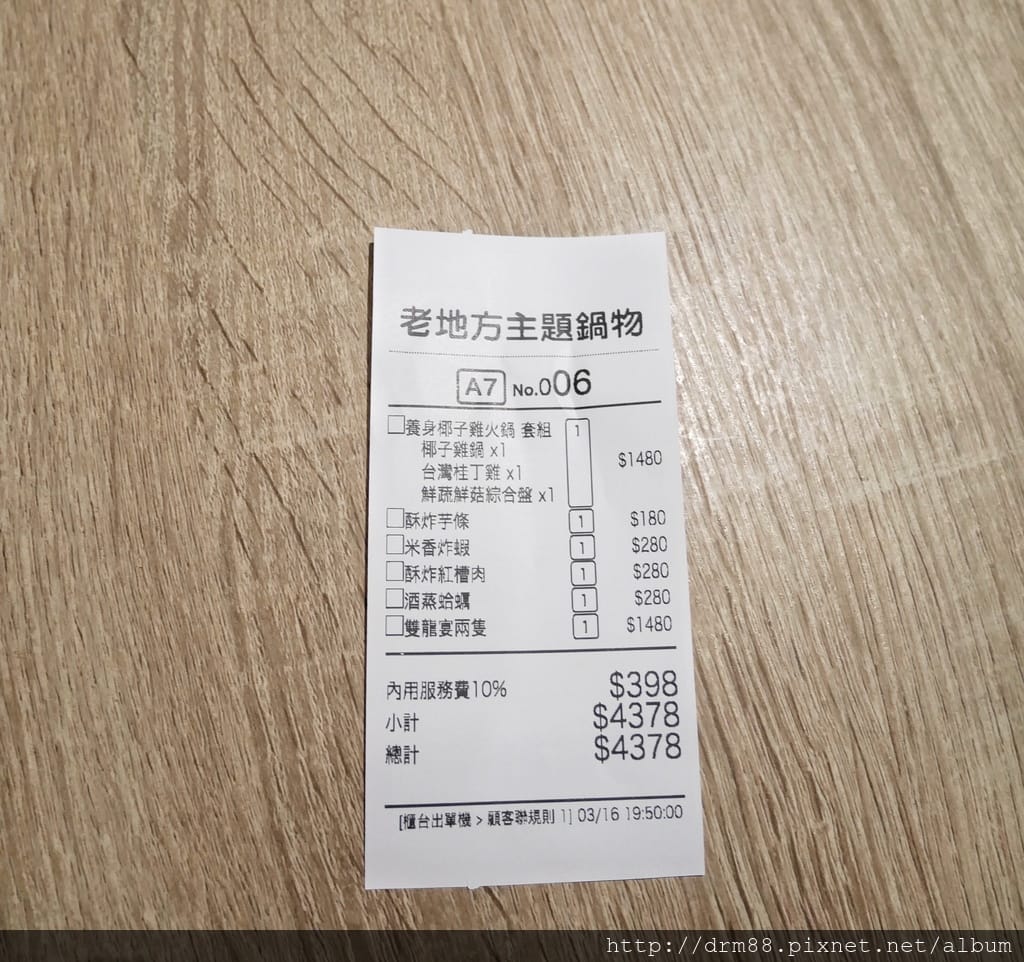 老地方主題鍋物
A7 No.006
養身椰子雞火鍋 套組 1
椰子雞鍋 x1
$1480
台灣桂丁雞 x1
鮮蔬鮮菇綜合盤 x1
酥炸芋條 1 $180
米香炸蝦 1 $280
酥炸紅槽肉 1 $280
酒蒸蛤蠣 1 $280
雙龍宴兩隻 1 $1480
內用服務費10% $398
小計 $4378
總計 $4378
[櫃台出單機 > 顧客聯規則 1] 03/16 19:50:00
http://drm88.pixnet.net/album